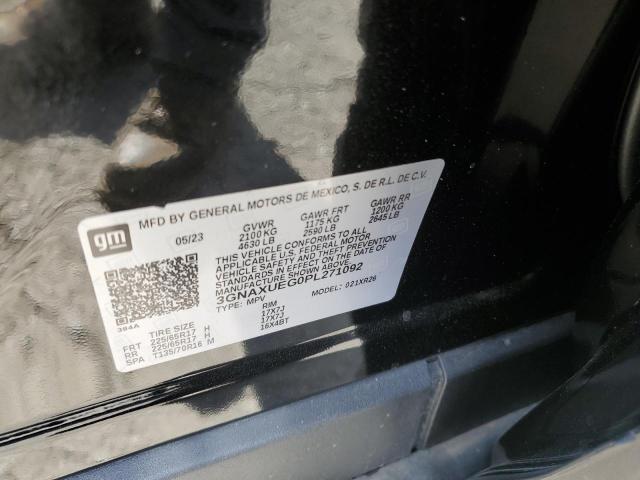 gm
MFD BY GENERAL MOTORS DE MEXICO, S. DE R.L. DE C.V.
05/23 GVWR GAWR FRT GAWR RR
2100 KG 1175 KG 1200 KG
4630 LB 2590 LB 2645 LB
THIS VEHICLE CONFORMS TO ALL
APPLICABLE U.S. FEDERAL MOTOR
VEHICLE SAFETY AND THEFT PREVENTION
STANDARDS IN EFFECT ON THE DATE OF
MANUFACTURE SHOWN ABOVE.
3GNAXUEG0PL271092
TYPE: MPV MODEL: 021XR26
394A
TIRE SIZE RIM
FRT 225/65R17 H 17X7J
RR 225/65R17 H 17X7J
SPA T135/70R16 M 16X4BT